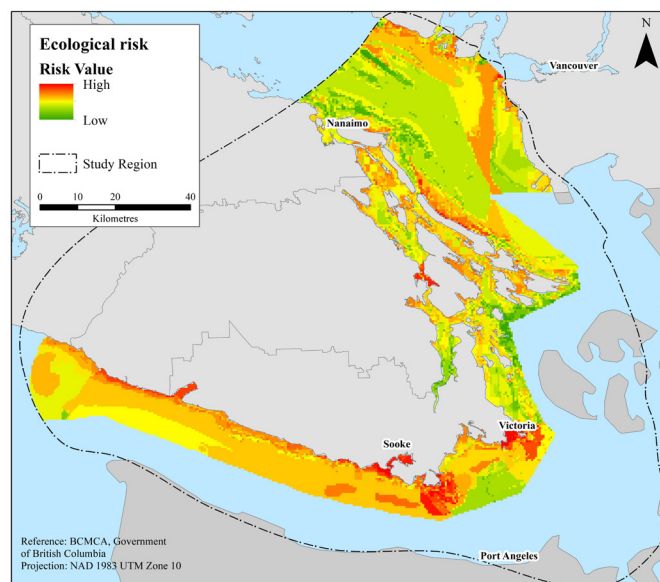 Ecological risk
Risk Value
High
Low
Study Region
0 10 20 40
Kilometres
N
Vancouver
Nanaimo
Sooke
Victoria
Port Angeles
Reference: BCMCA, Government
of British Columbia
Projection: NAD 1983 UTM Zone 10